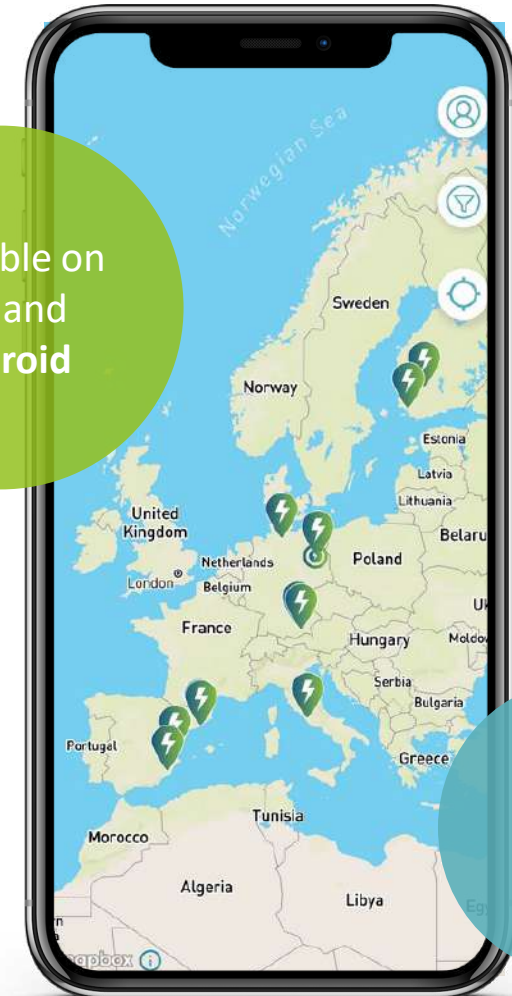 ble on
and
roid
Norwegian Sea
Sweden
Norway
Estonia
Latvia
Lithuania
United
Kingdom
Belaru
Netherlands
Poland
London
Belgium
Uk
France
Hungary
Moldov
Serbia
Bulgaria
Portugal
Greece
Tunisia
Morocco
Algeria
Libya
Eg
n
mapbox